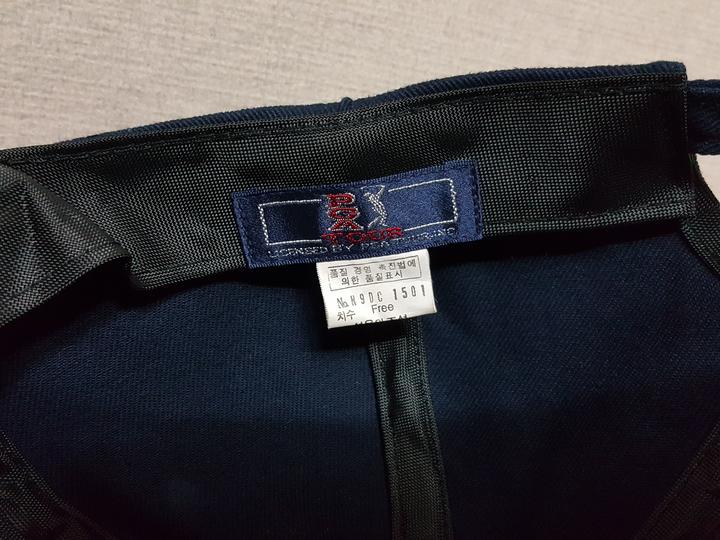 PGA
TOUR
LICENSED BY PGA TOUR, INC
품질 경영 촉진법에
의한 품질표시
No. H9DC 1501
치수 Free